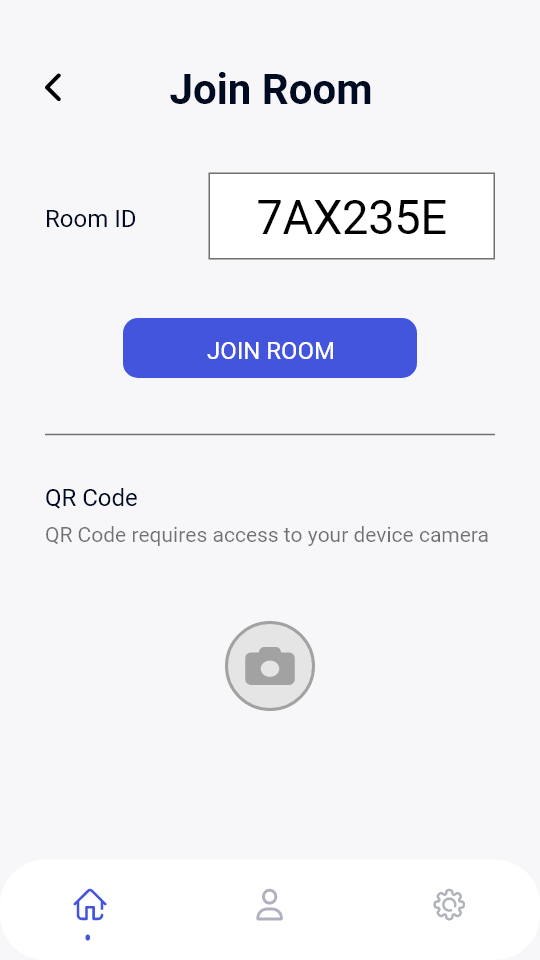 Join Room
Room ID
7AX235E
JOIN ROOM
QR Code
QR Code requires access to your device camera